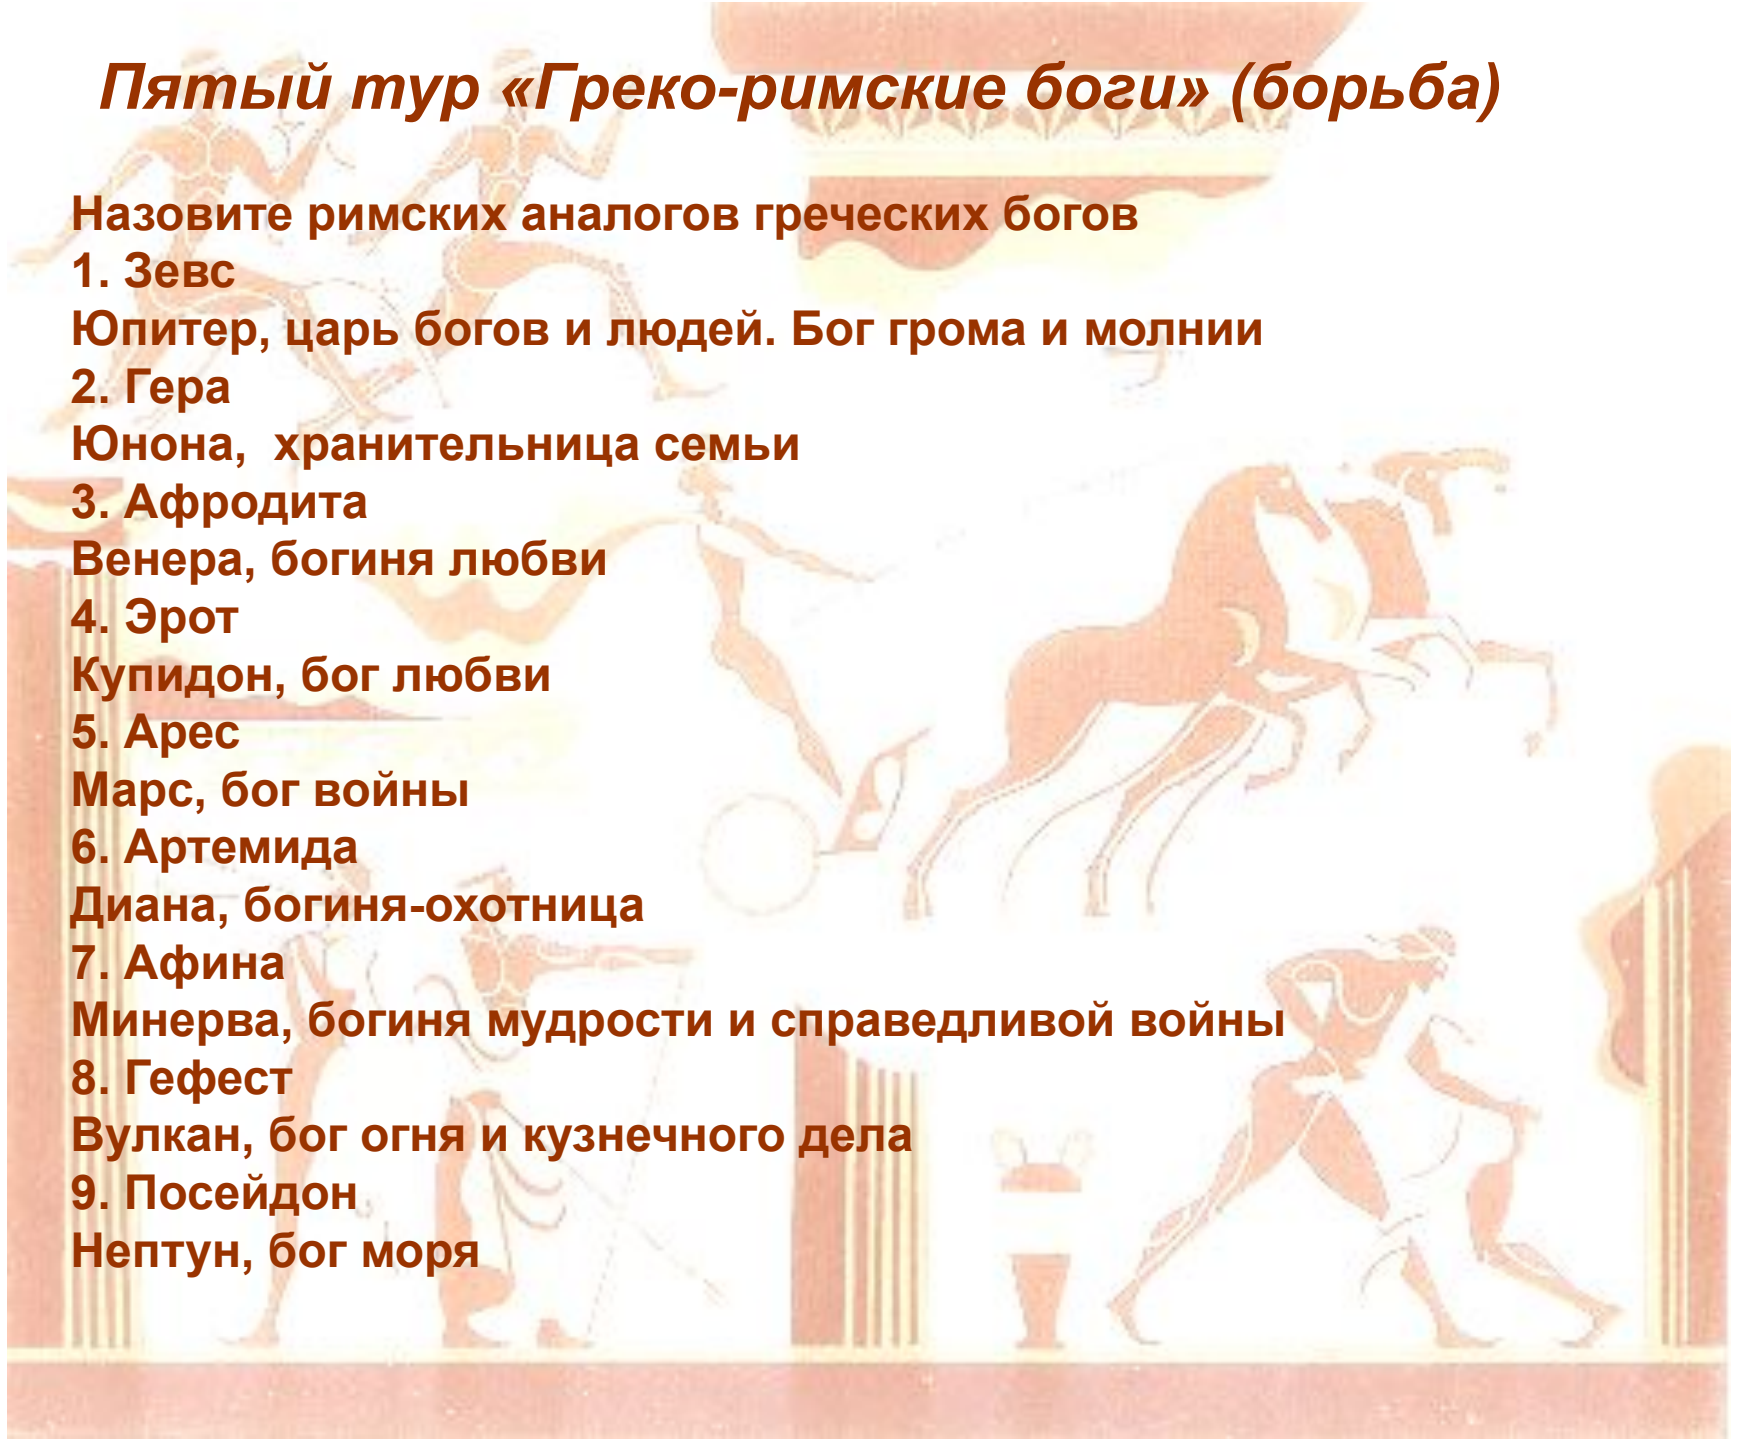 Пятый тур «Греко-римские боги» (борьба)
Назовите римских аналогов греческих богов
1. Зевс
Юпитер, царь богов и людей. Бог грома и молнии
2. Гера
Юнона,  хранительница семьи
3. Афродита
Венера, богиня любви
4. Эрот
Купидон, бог любви
5. Арес
Марс, бог войны
6. Артемида
Диана, богиня-охотница
7. Афина
Минерва, богиня мудрости и справедливой войны
8. Гефест
Вулкан, бог огня и кузнечного дела
9. Посейдон
Нептун, бог моря